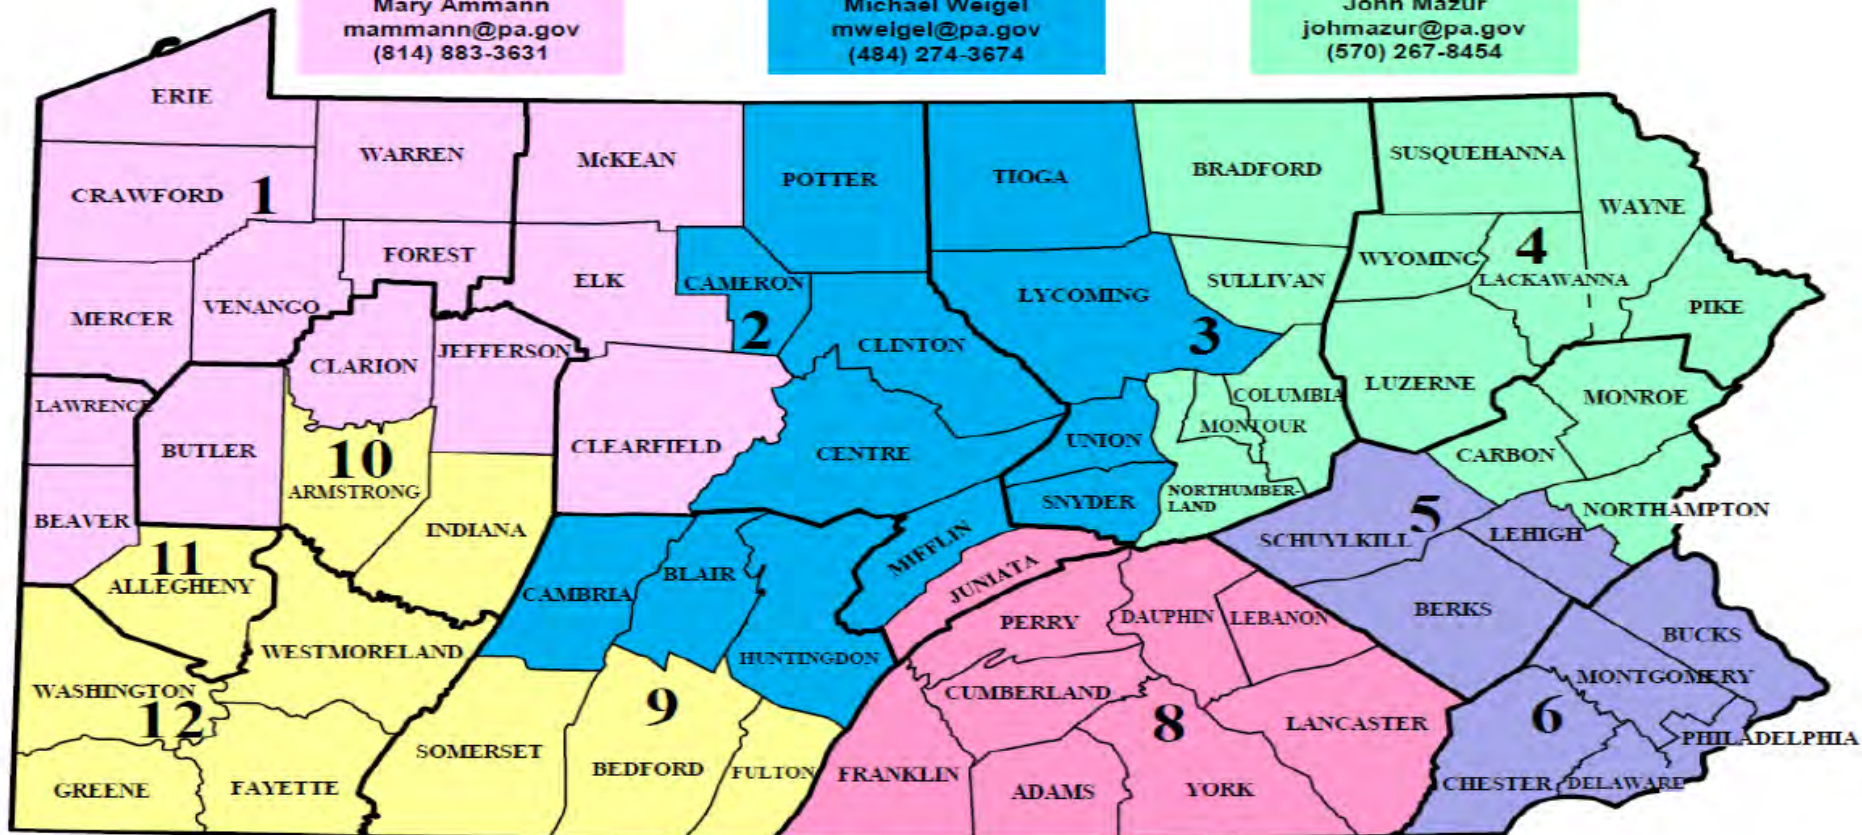 Mary Ammann
mammann@pa.gov
(814) 883-3631
Michael Weigel
mweigel@pa.gov
(484) 274-3674
John Mazur
johmazur@pa.gov
(570) 267-8454
ERIE
WARREN
McKEAN
POTTER
TIOGA
BRADFORD
SUSQUEHANNA
WAYNE
CRAWFORD
1
FOREST
ELK
CAMERON
LYCOMING
SULLIVAN
WYOMING
4
LACKAWANNA
PIKE
MERCER
VENANGO
2
CLINTON
3
CLARION
JEFFERSON
LUZERNE
MONROE
LAWRENCE
BUTLER
CLEARFIELD
CENTRE
UNION
COLUMBIA
MONTOUR
CARBON
10
ARMSTRONG
INDIANA
SNYDER
NORTHUMBER-
LAND
NORTHAMPTON
BEAVER
11
ALLEGHENY
CAMBRIA
BLAIR
MIFFLIN
JUNIATA
SCHUYLKILL
5
LEHIGH
WESTMORELAND
HUNTINGDON
PERRY
DAUPHIN
LEBANON
BERKS
BUCKS
WASHINGTON
12
9
CUMBERLAND
8
LANCASTER
6
MONTGOMERY
PHILADELPHIA
GREENE
FAYETTE
SOMERSET
BEDFORD
FULTON
FRANKLIN
ADAMS
YORK
CHESTER
DELAWARE